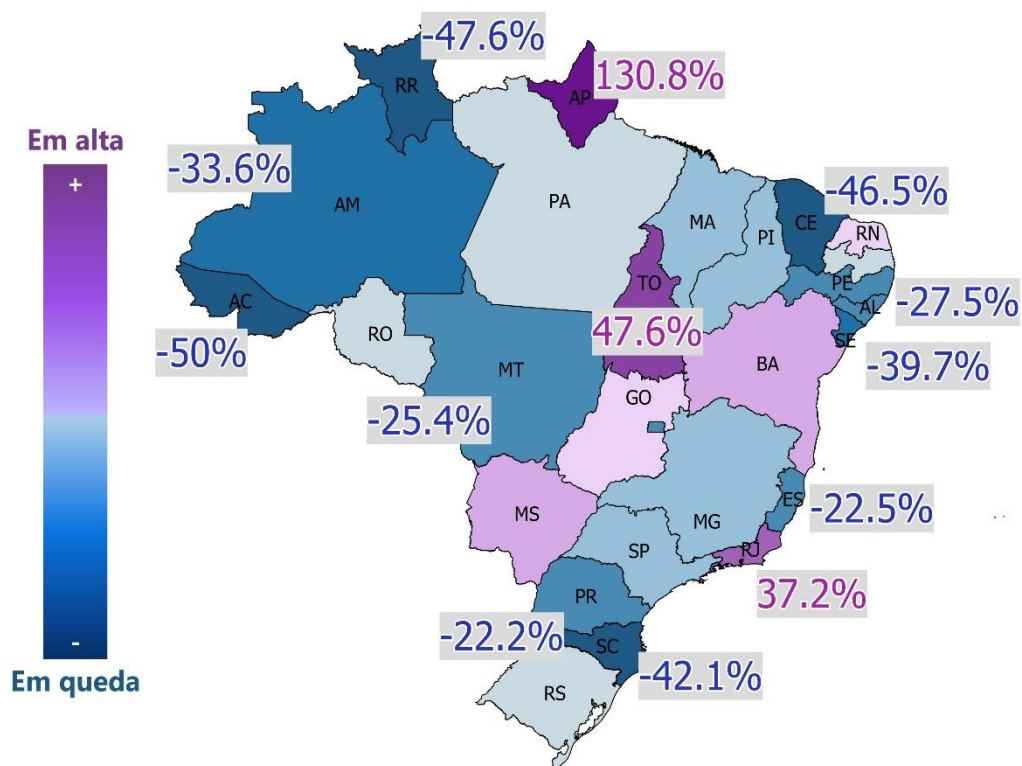 -47.6%
RR
130.8%
AP
Em alta
+
-33.6%
AM
PA
MA
PI
CE
-46.5%
RN
PE
AL
-27.5%
SE
-39.7%
AC
-50%
RO
TO
47.6%
BA
MT
-25.4%
GO
MS
MG
ES
-22.5%
SP
RJ
37.2%
PR
-22.2%
SC
-42.1%
RS
-
Em queda